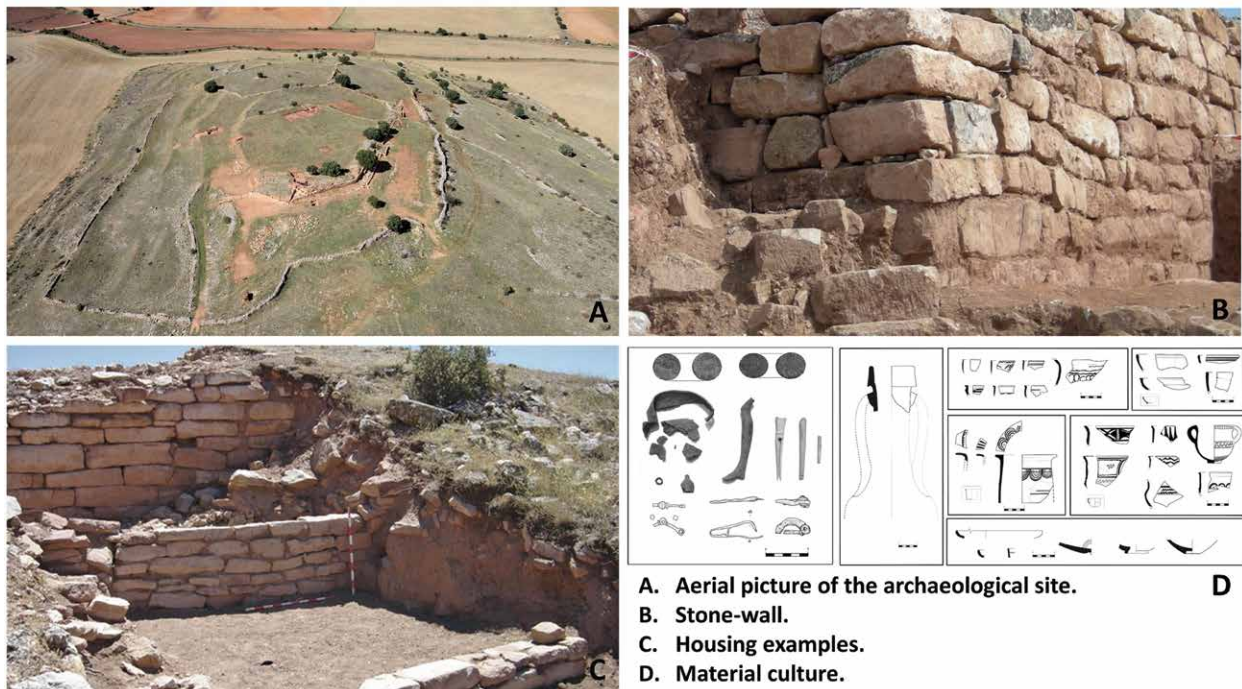 A
B
C
D
A. Aerial picture of the archaeological site.
B. Stone-wall.
C. Housing examples.
D. Material culture.